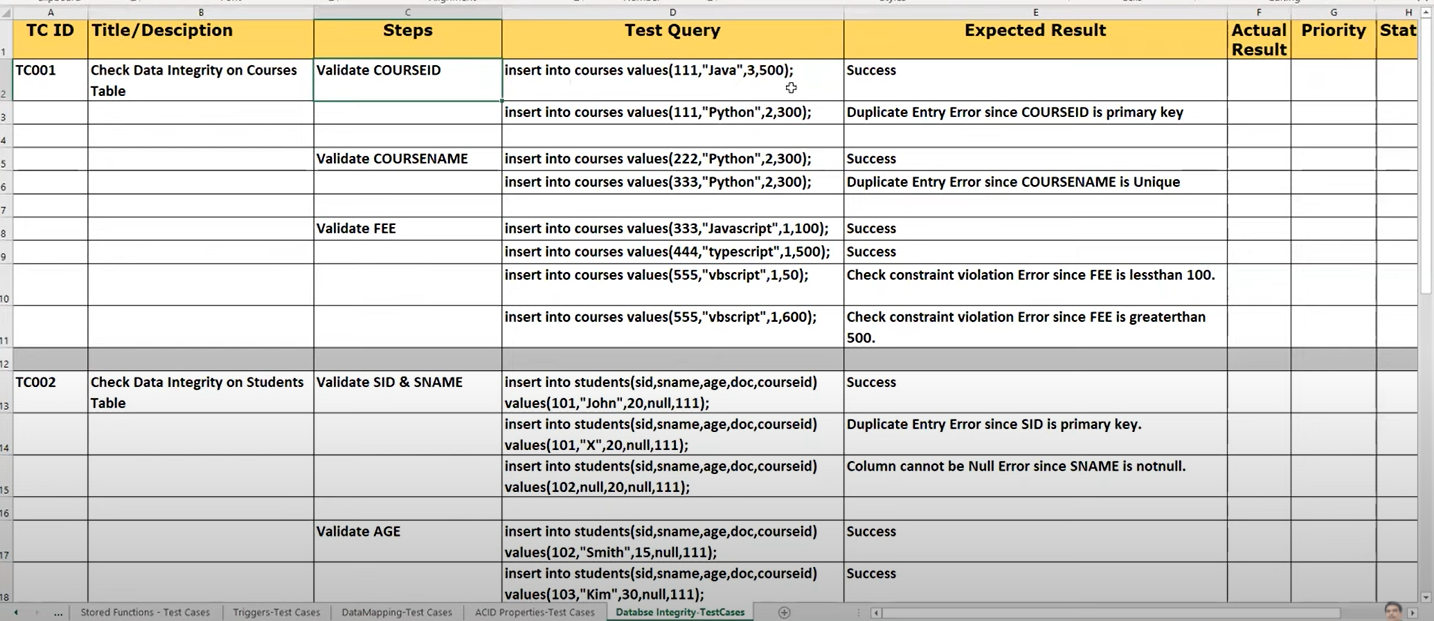 A B C D E F G H
TC ID Title/Desciption Steps Test Query Expected Result Actual Result Priority Stat
1
TC001 Check Data Integrity on Courses Table Validate COURSEID insert into courses values(111,"Java",3,500); Success
2
3 insert into courses values(111,"Python",2,300); Duplicate Entry Error since COURSEID is primary key
4
5 Validate COURSENAME insert into courses values(222,"Python",2,300); Success
6 insert into courses values(333,"Python",2,300); Duplicate Entry Error since COURSENAME is Unique
7
8 Validate FEE insert into courses values(333,"Javascript",1,100); Success
9 insert into courses values(444,"typescript",1,500); Success
10 insert into courses values(555,"vbscript",1,50); Check constraint violation Error since FEE is lessthan 100.
11 insert into courses values(555,"vbscript",1,600); Check constraint violation Error since FEE is greaterthan 500.
12
13 TC002 Check Data Integrity on Students Table Validate SID & SNAME insert into students(sid,sname,age,doc,courseid) values(101,"John",20,null,111); Success
14 insert into students(sid,sname,age,doc,courseid) values(101,"X",20,null,111); Duplicate Entry Error since SID is primary key.
15 insert into students(sid,sname,age,doc,courseid) values(102,null,20,null,111); Column cannot be Null Error since SNAME is notnull.
16
17 Validate AGE insert into students(sid,sname,age,doc,courseid) values(102,"Smith",15,null,111); Success
18 insert into students(sid,sname,age,doc,courseid) values(103,"Kim",30,null,111); Success
... Stored Functions - Test Cases Triggers-Test Cases DataMapping-Test Cases ACID Properties-Test Cases Databse Integrity-TestCases